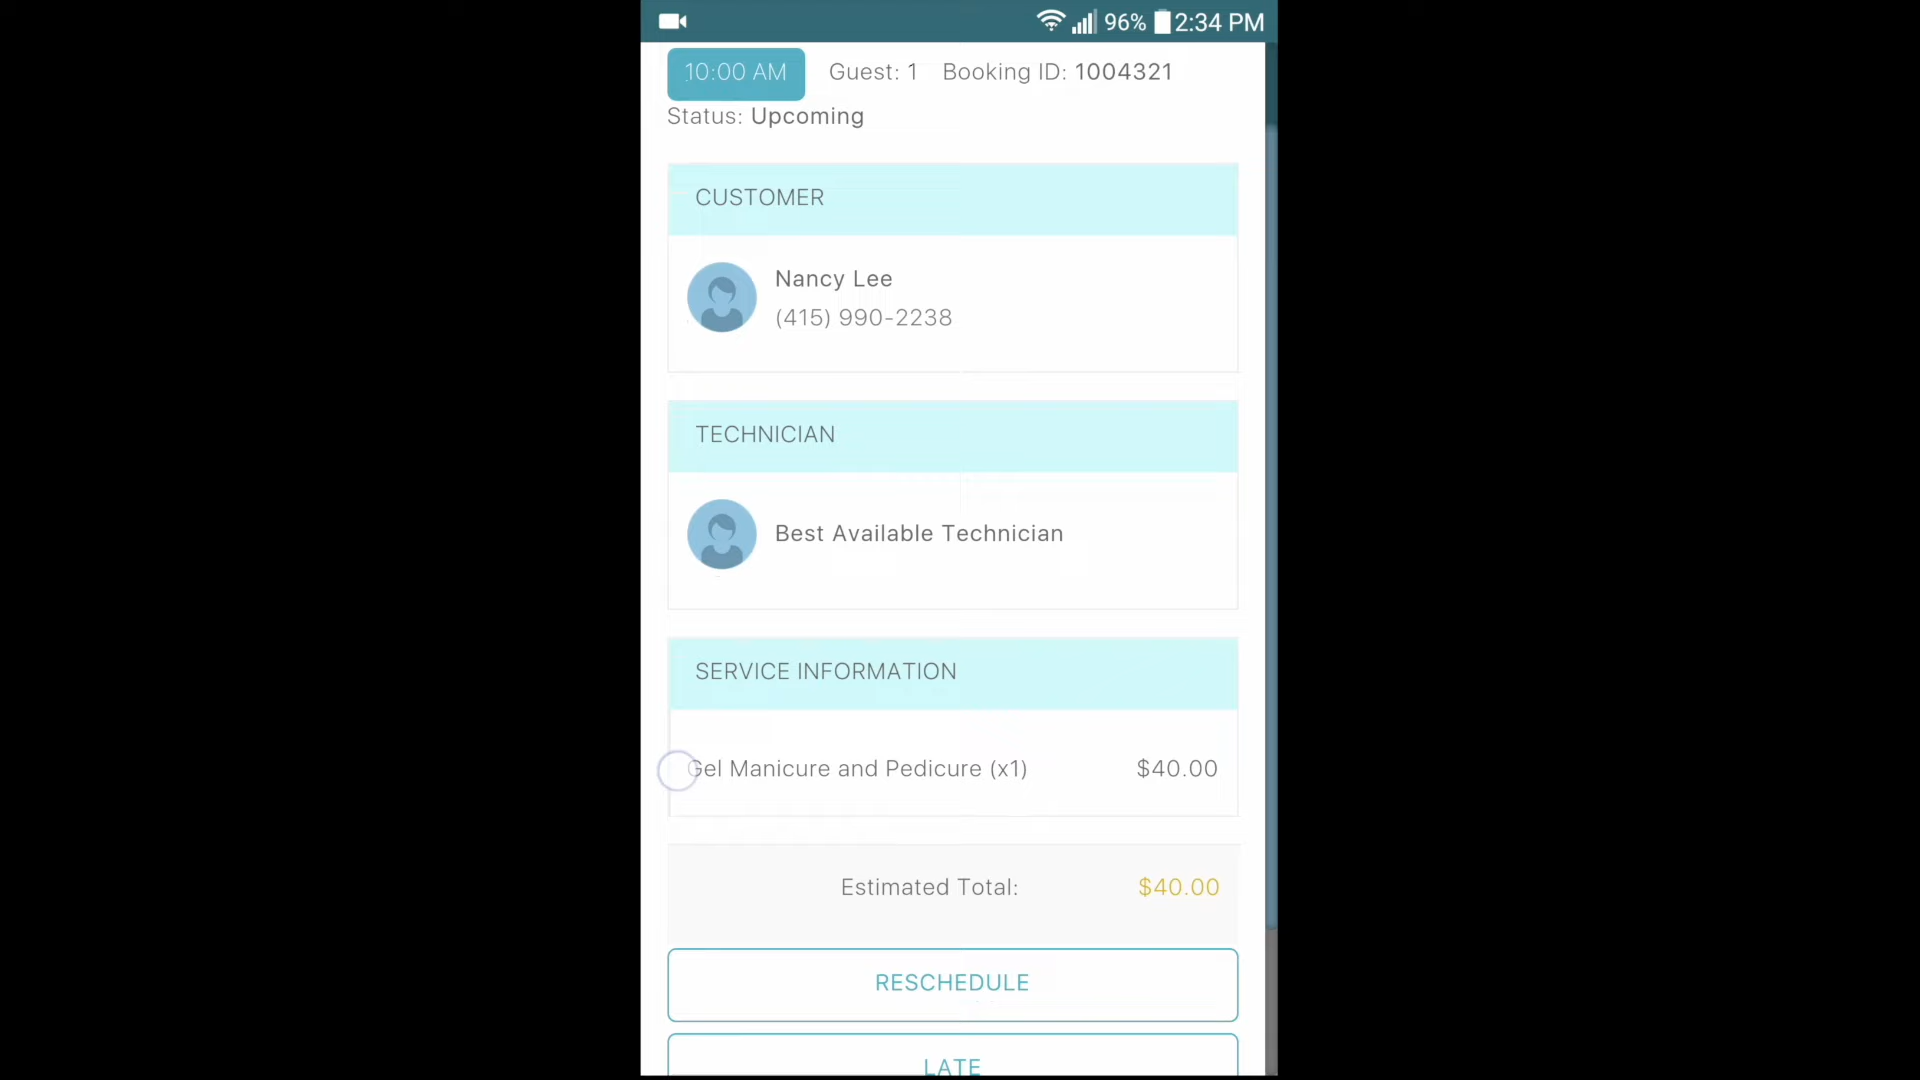 96% 2:34 PM
10:00 AM Guest: 1 Booking ID: 1004321
Status: Upcoming
CUSTOMER
Nancy Lee
(415) 990-2238
TECHNICIAN
Best Available Technician
SERVICE INFORMATION
Gel Manicure and Pedicure (x1) $40.00
Estimated Total: $40.00
RESCHEDULE
LATE